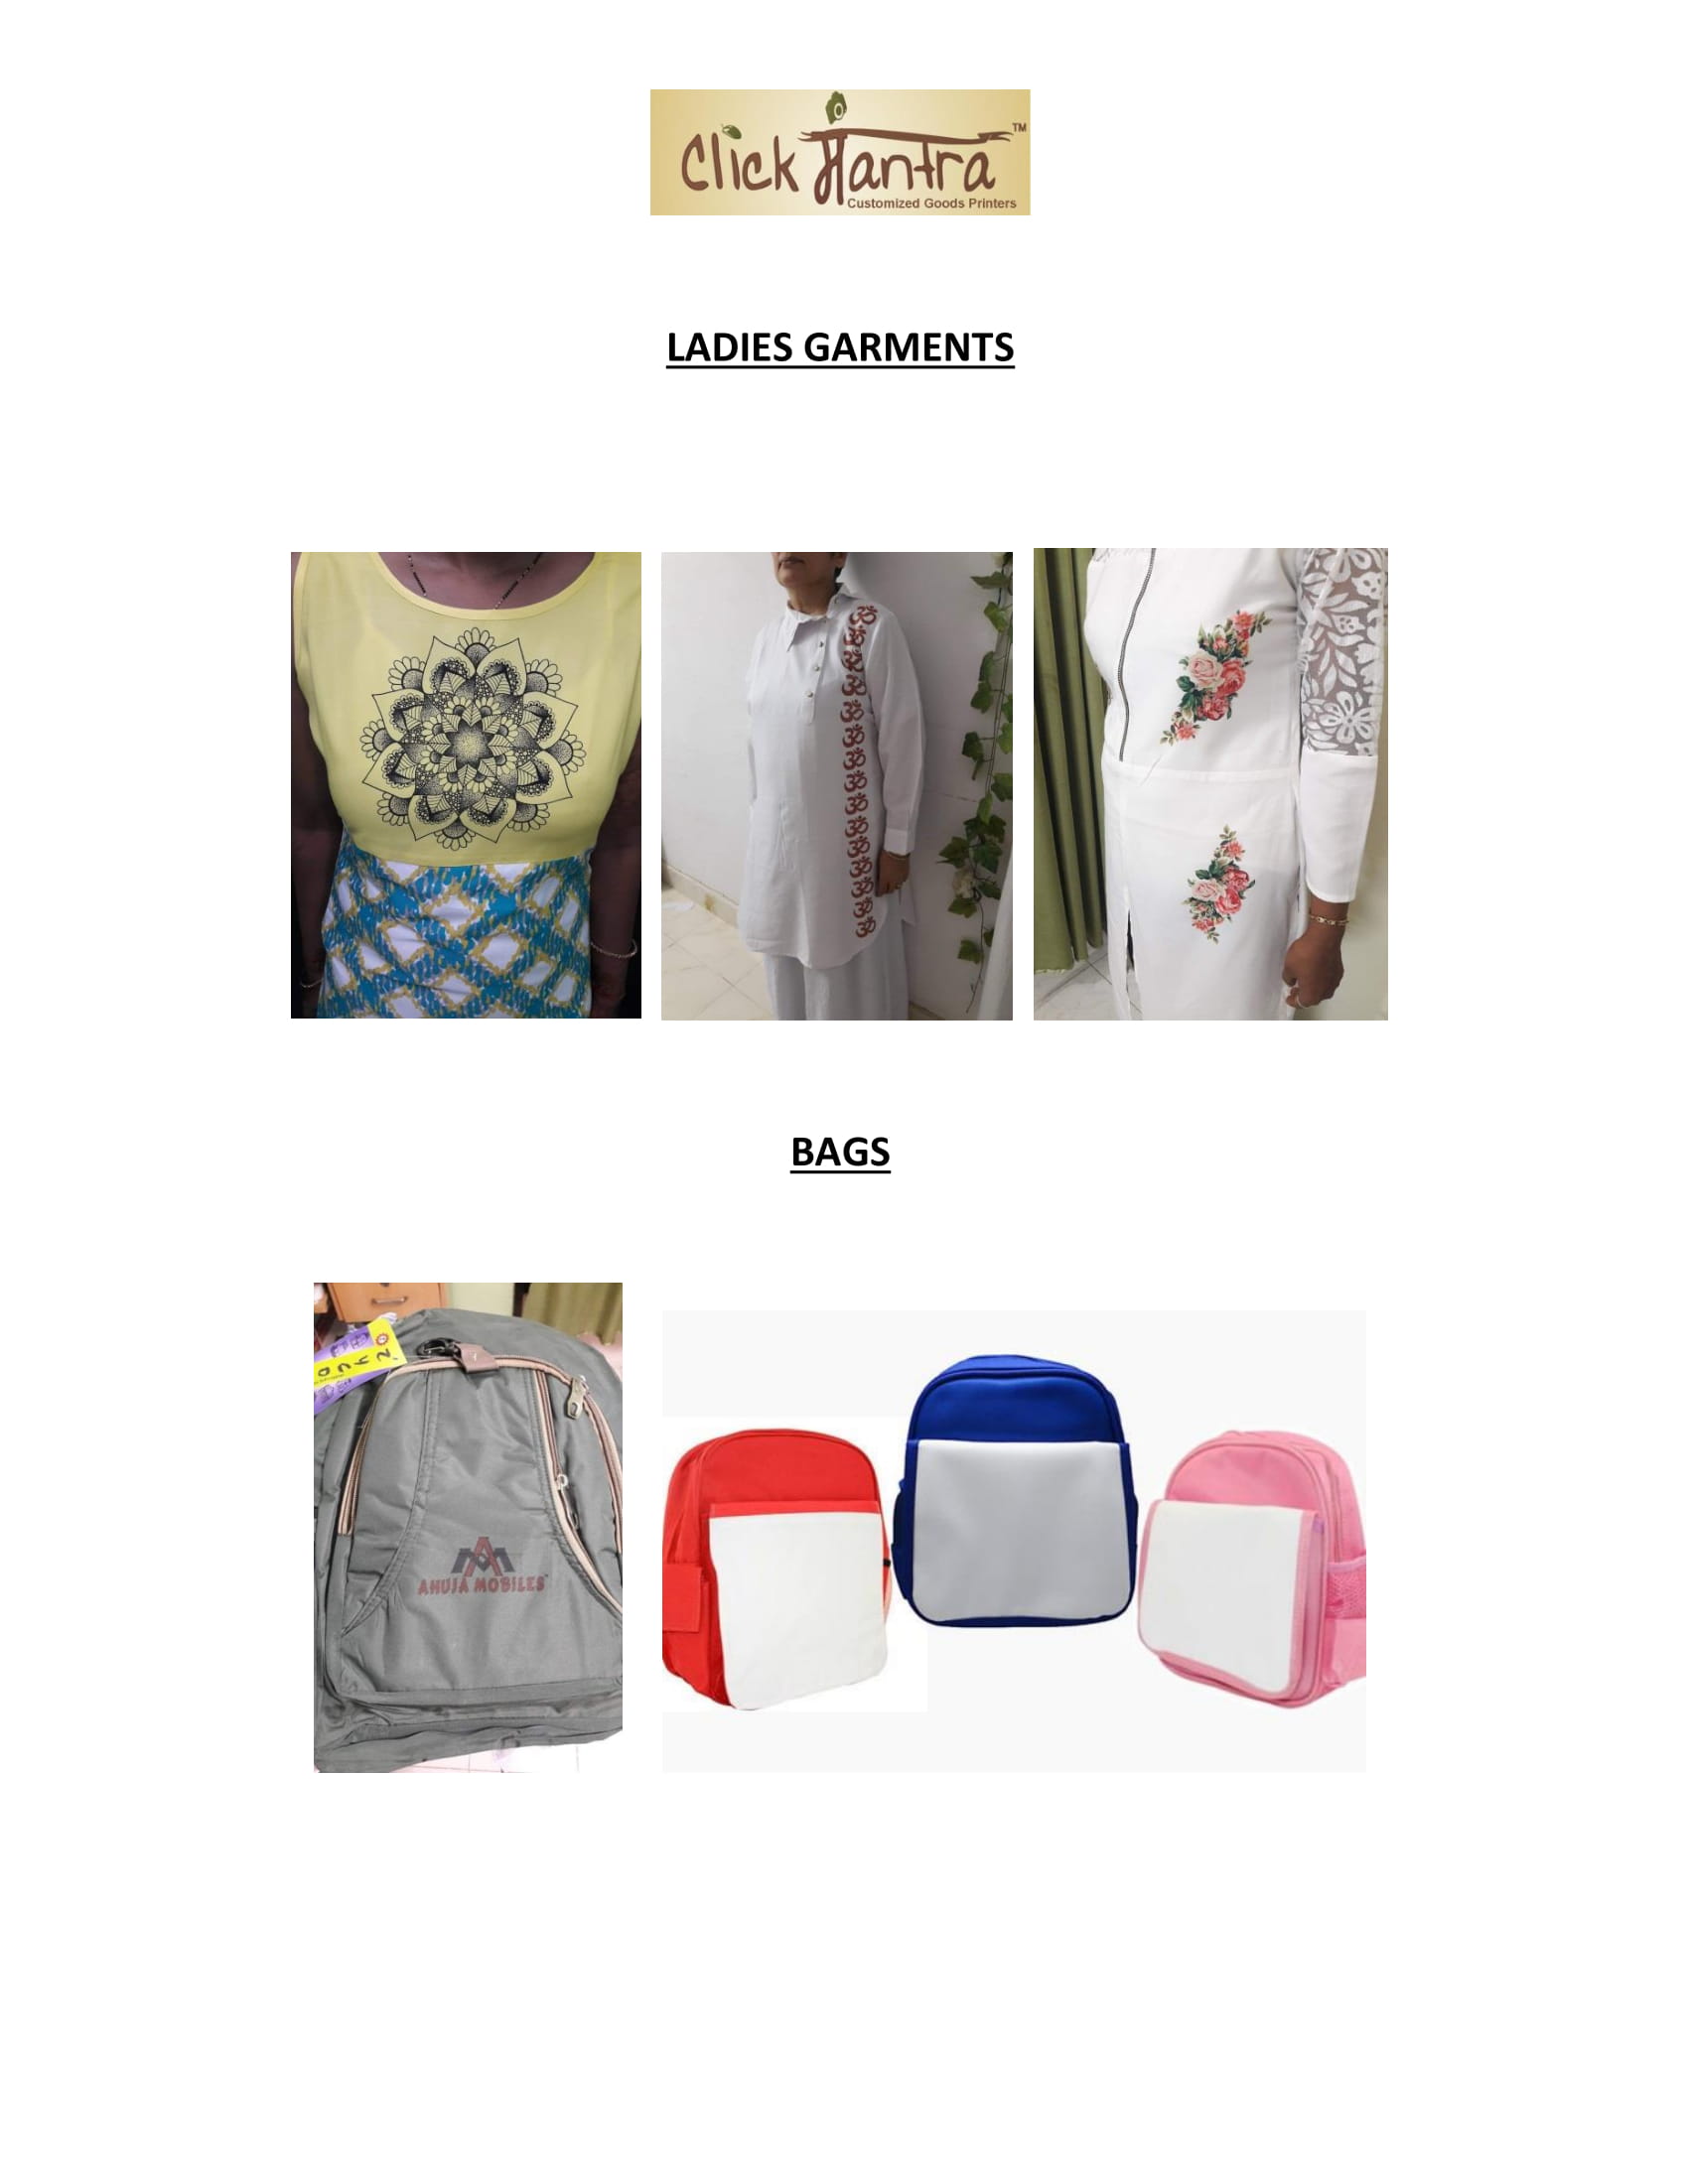 Click Mantra™
Customized Goods Printers
LADIES GARMENTS
BAGS
AHUJA MOBILES